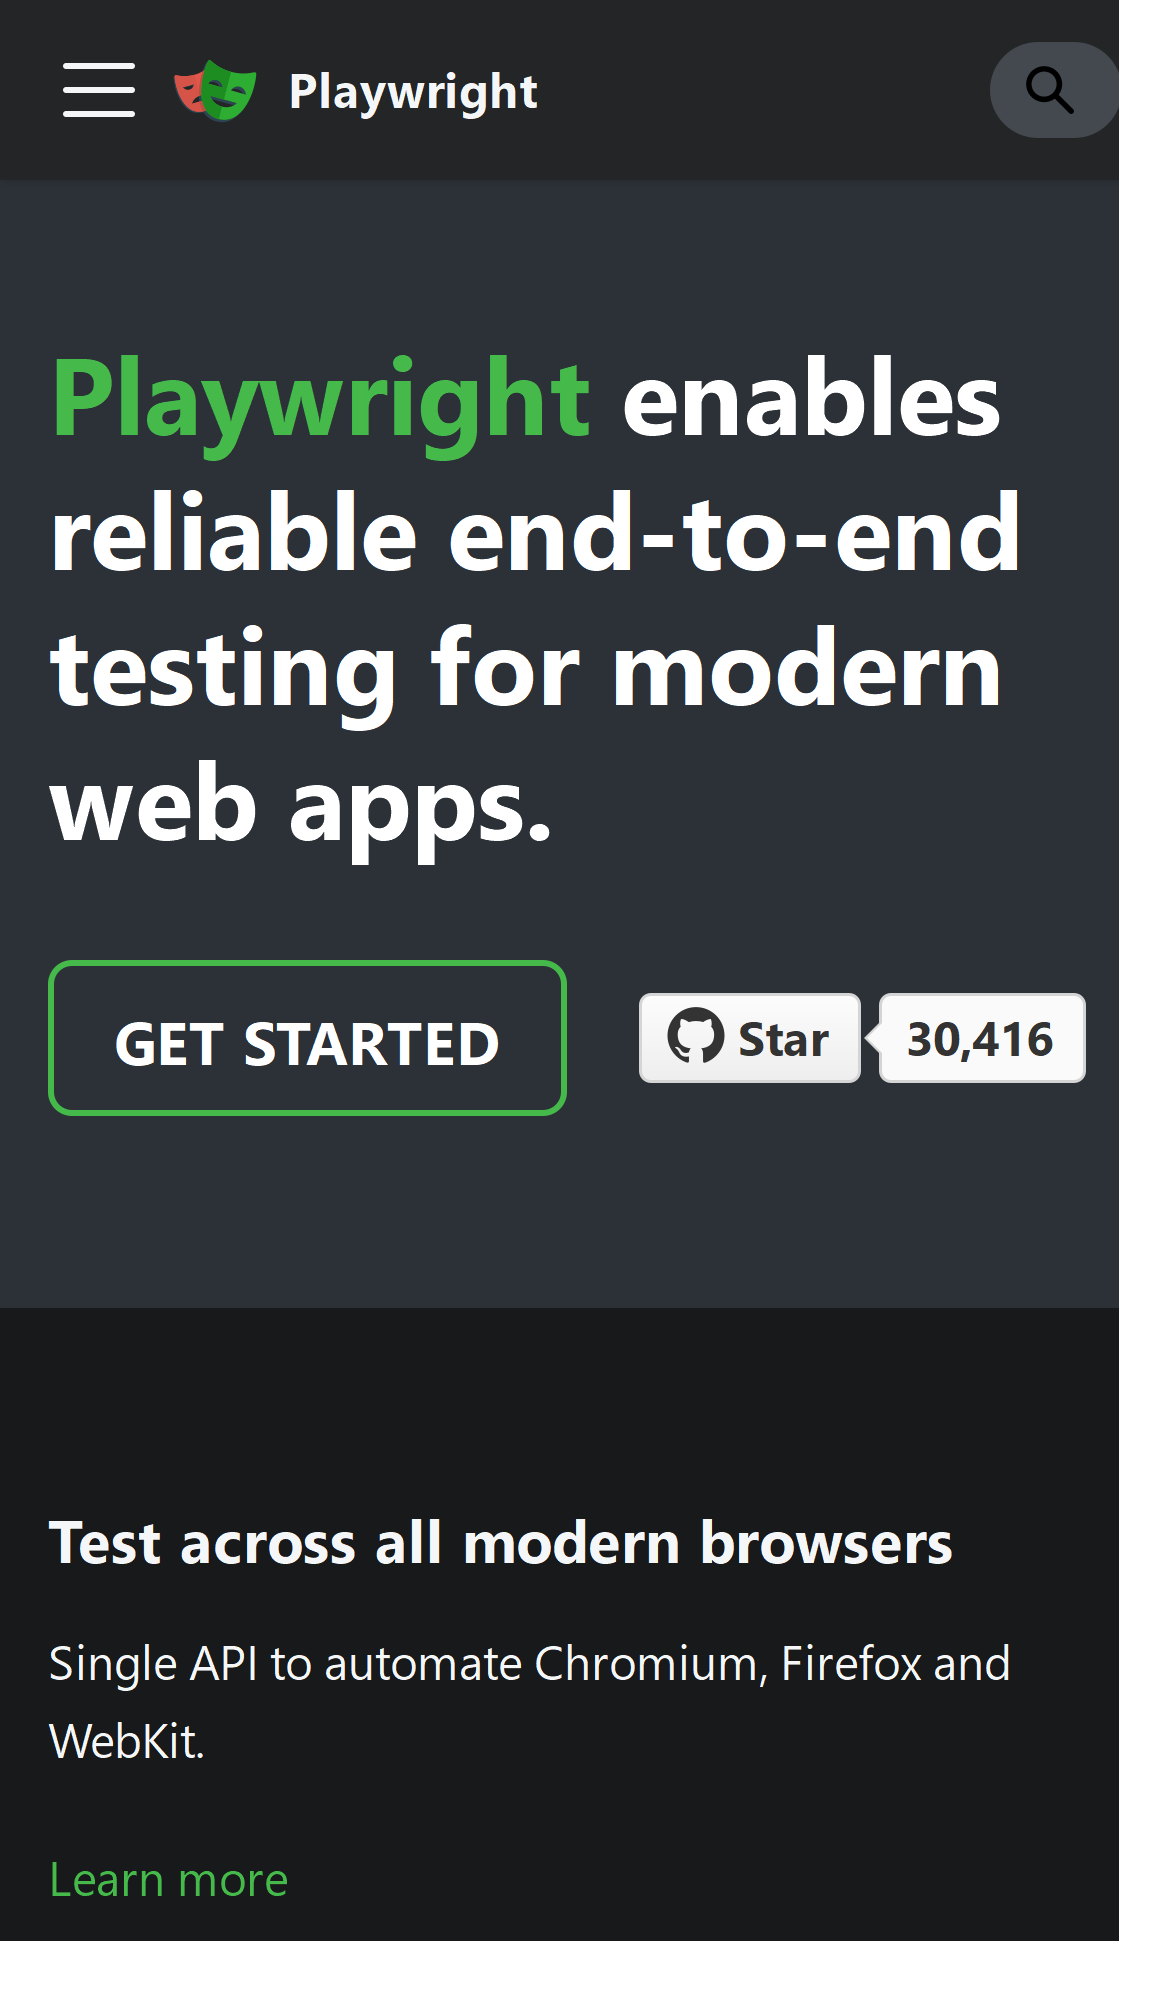 Playwright
Playwright enables
reliable end-to-end
testing for modern
web apps.
GET STARTED
Star
30,416
Test across all modern browsers
Single API to automate Chromium, Firefox and
WebKit.
Learn more